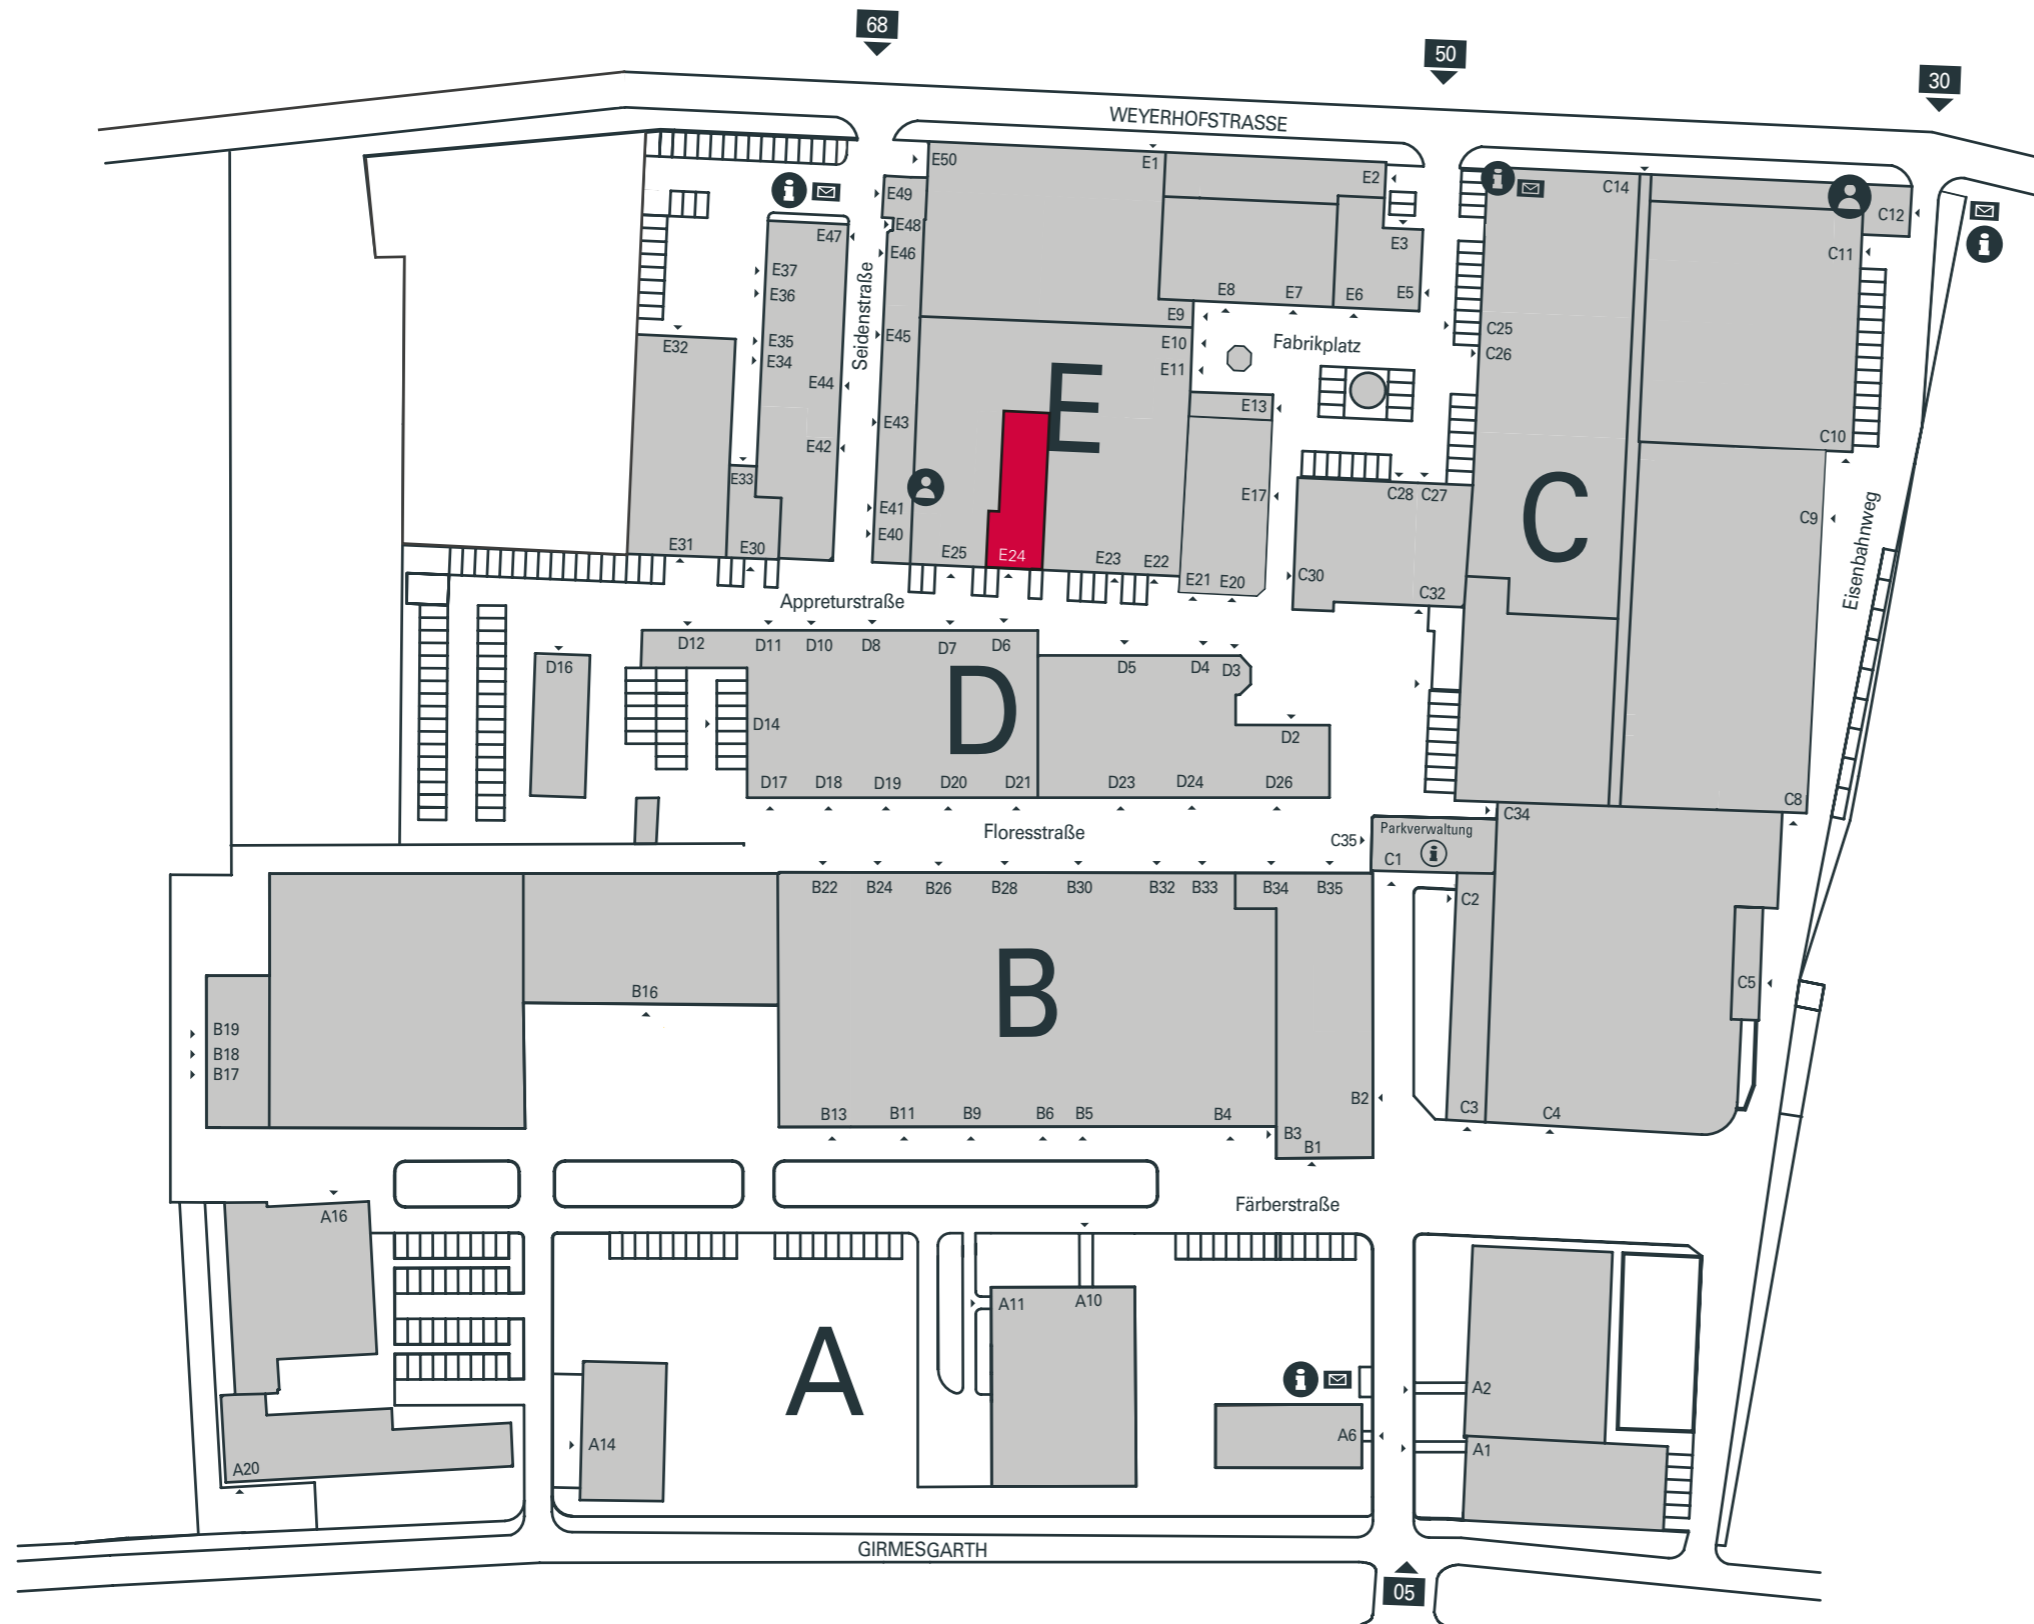 68
50
30
WEYERHOFSTRASSE
E50
E1
E2
E49
E48
E46
E47
E3
E37
E36
E35
E34
E32
E44
E42
E33
E31
E30
Seidenstraße
E45
E43
E41
E40
E25
E24
E23
E22
E
E8
E7
E6
E5
E9
E10
E11
Fabrikplatz
E13
E17
E21
E20
C14
C12
C11
C25
C26
C10
C
C28
C27
C9
C30
C32
Eisenbahnweg
Appreturstraße
D12
D11
D10
D8
D7
D6
D5
D4
D3
D16
D14
D
D2
D17
D18
D19
D20
D21
D23
D24
D26
C8
C34
Floresstraße
Parkverwaltung
C35
C1
C2
B22
B24
B26
B28
B30
B32
B33
B34
B35
B
B16
C5
B19
B18
B17
B2
B13
B11
B9
B6
B5
B4
B3
B1
C3
C4
Färberstraße
A16
A11
A10
A
A2
A14
A6
A1
A20
GIRMESGARTH
05